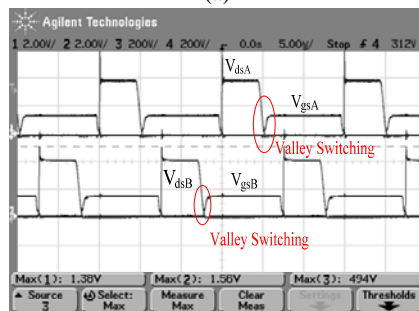 Agilent Technologies
1 2.00V/ 2 2.00V/ 3 200V/ 4 200V/ 0.0s 5.00µ/ Stop 4 312V
VdsA
VgsA
Valley Switching
VdsB
VgsB
Valley Switching
Max(1): 1.38V Max(2): 1.56V Max(3): 494V
Source 3
Select: Max
Measure Max
Clear Meas
Settings
Thresholds